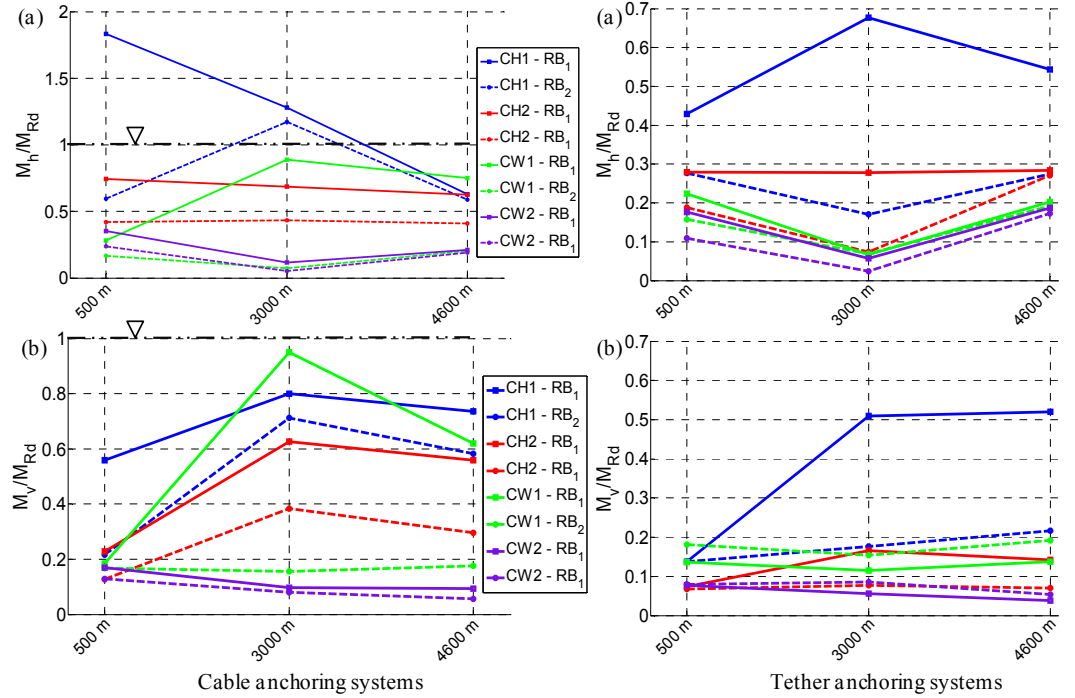 (a)
2
1.5
1
0.5
0
M_h/M_Rd
500 m
3000 m
4600 m
CH1 - RB_1
CH1 - RB_2
CH2 - RB_1
CH2 - RB_1
CW1 - RB_1
CW1 - RB_2
CW2 - RB_1
CW2 - RB_1
(a)
0.7
0.6
0.5
0.4
0.3
0.2
0.1
0
M_h/M_Rd
500 m
3000 m
4600 m
(b)
1
0.8
0.6
0.4
0.2
0
M_v/M_Rd
500 m
3000 m
4600 m
CH1 - RB_1
CH1 - RB_2
CH2 - RB_1
CH2 - RB_1
CW1 - RB_1
CW1 - RB_2
CW2 - RB_1
CW2 - RB_1
Cable anchoring systems
(b)
0.7
0.6
0.5
0.4
0.3
0.2
0.1
0
M_v/M_Rd
500 m
3000 m
4600 m
Tether anchoring systems